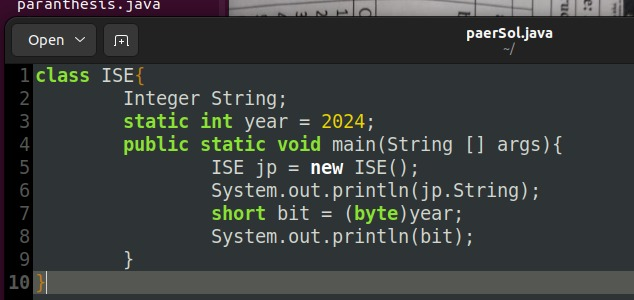 paranthesis.java
Open
paerSol.java
~/
1 class ISE{
2 Integer String;
3 static int year = 2024;
4 public static void main(String [] args){
5 ISE jp = new ISE();
6 System.out.println(jp.String);
7 short bit = (byte)year;
8 System.out.println(bit);
9 }
10 }